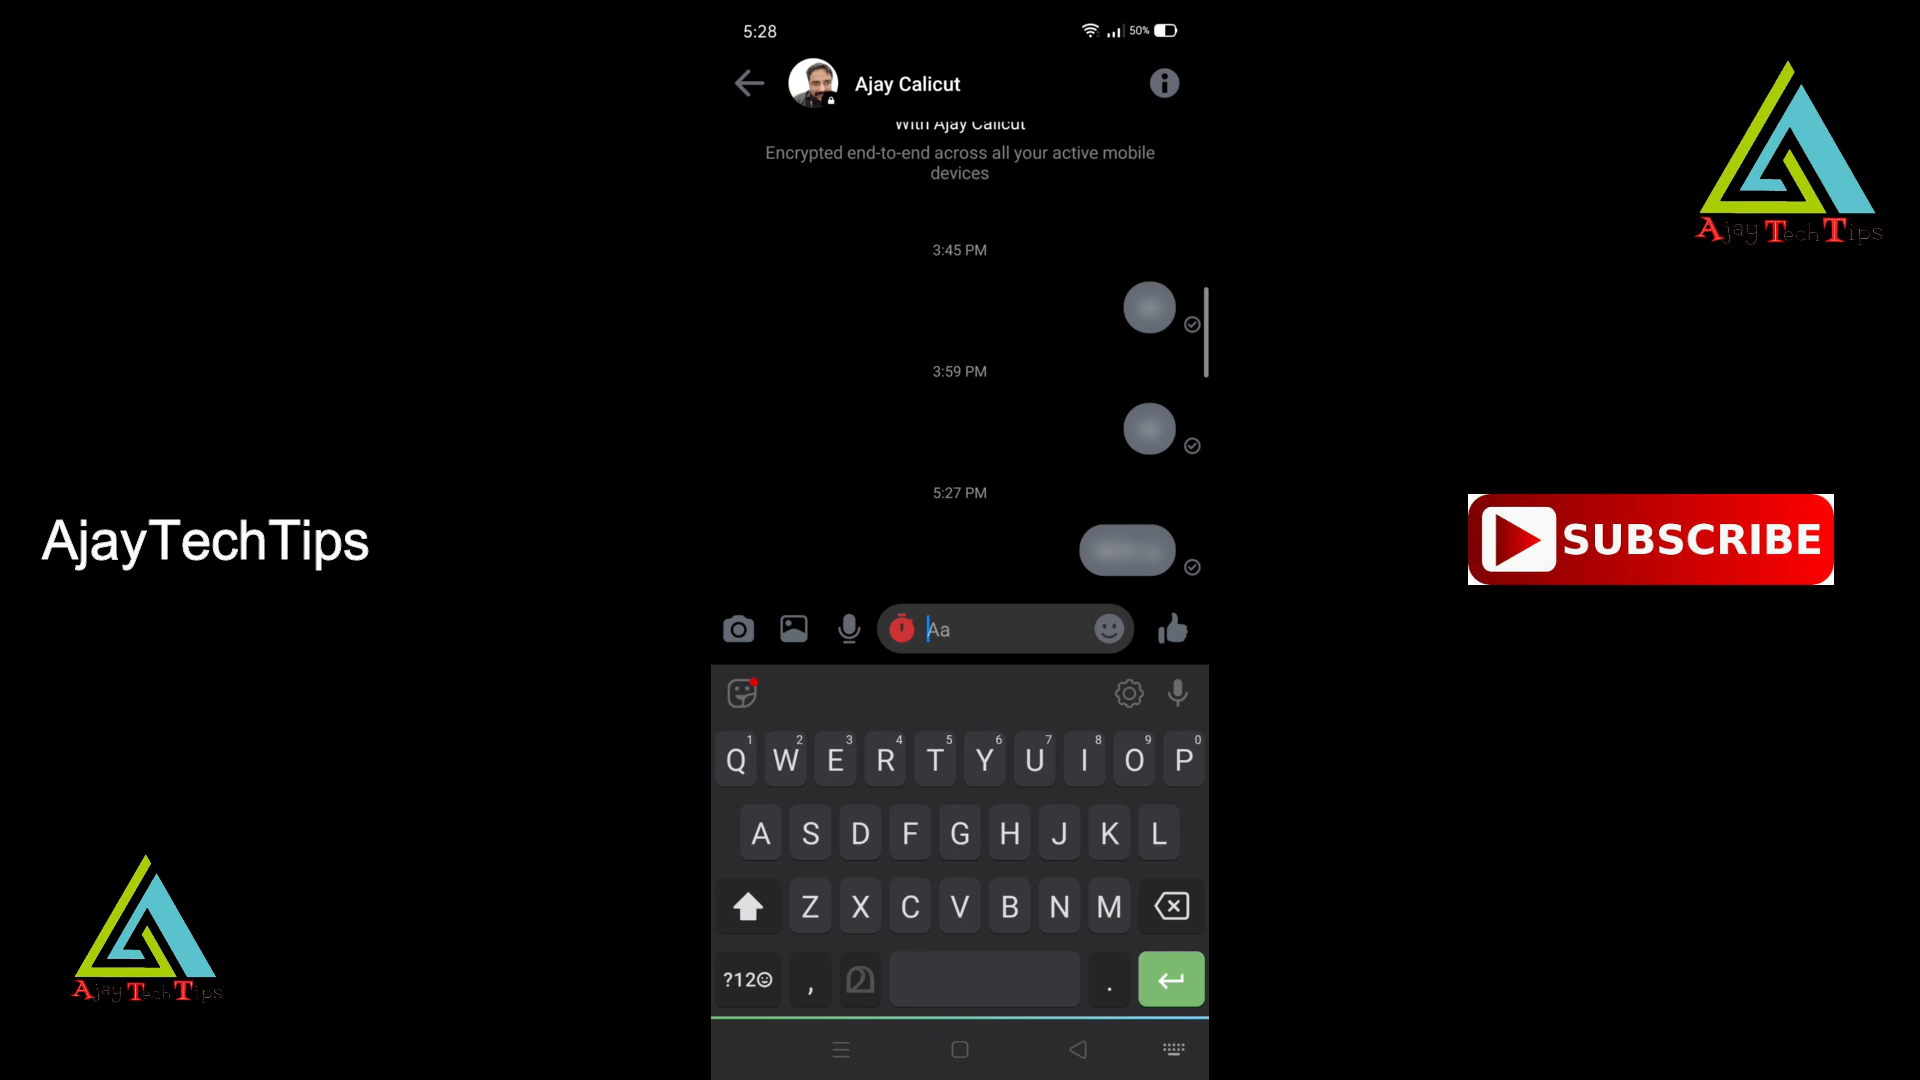 5:28
50%
Ajay Calicut
With Ajay Calicut
Encrypted end-to-end across all your active mobile
devices
3:45 PM
3:59 PM
5:27 PM
Aa
1 2 3 4 5 6 7 8 9 0
Q W E R T Y U I O P
A S D F G H J K L
Z X C V B N M
?123 , മ .
AjayTechTips
Ajay Tech Tips
SUBSCRIBE
Ajay Tech Tips